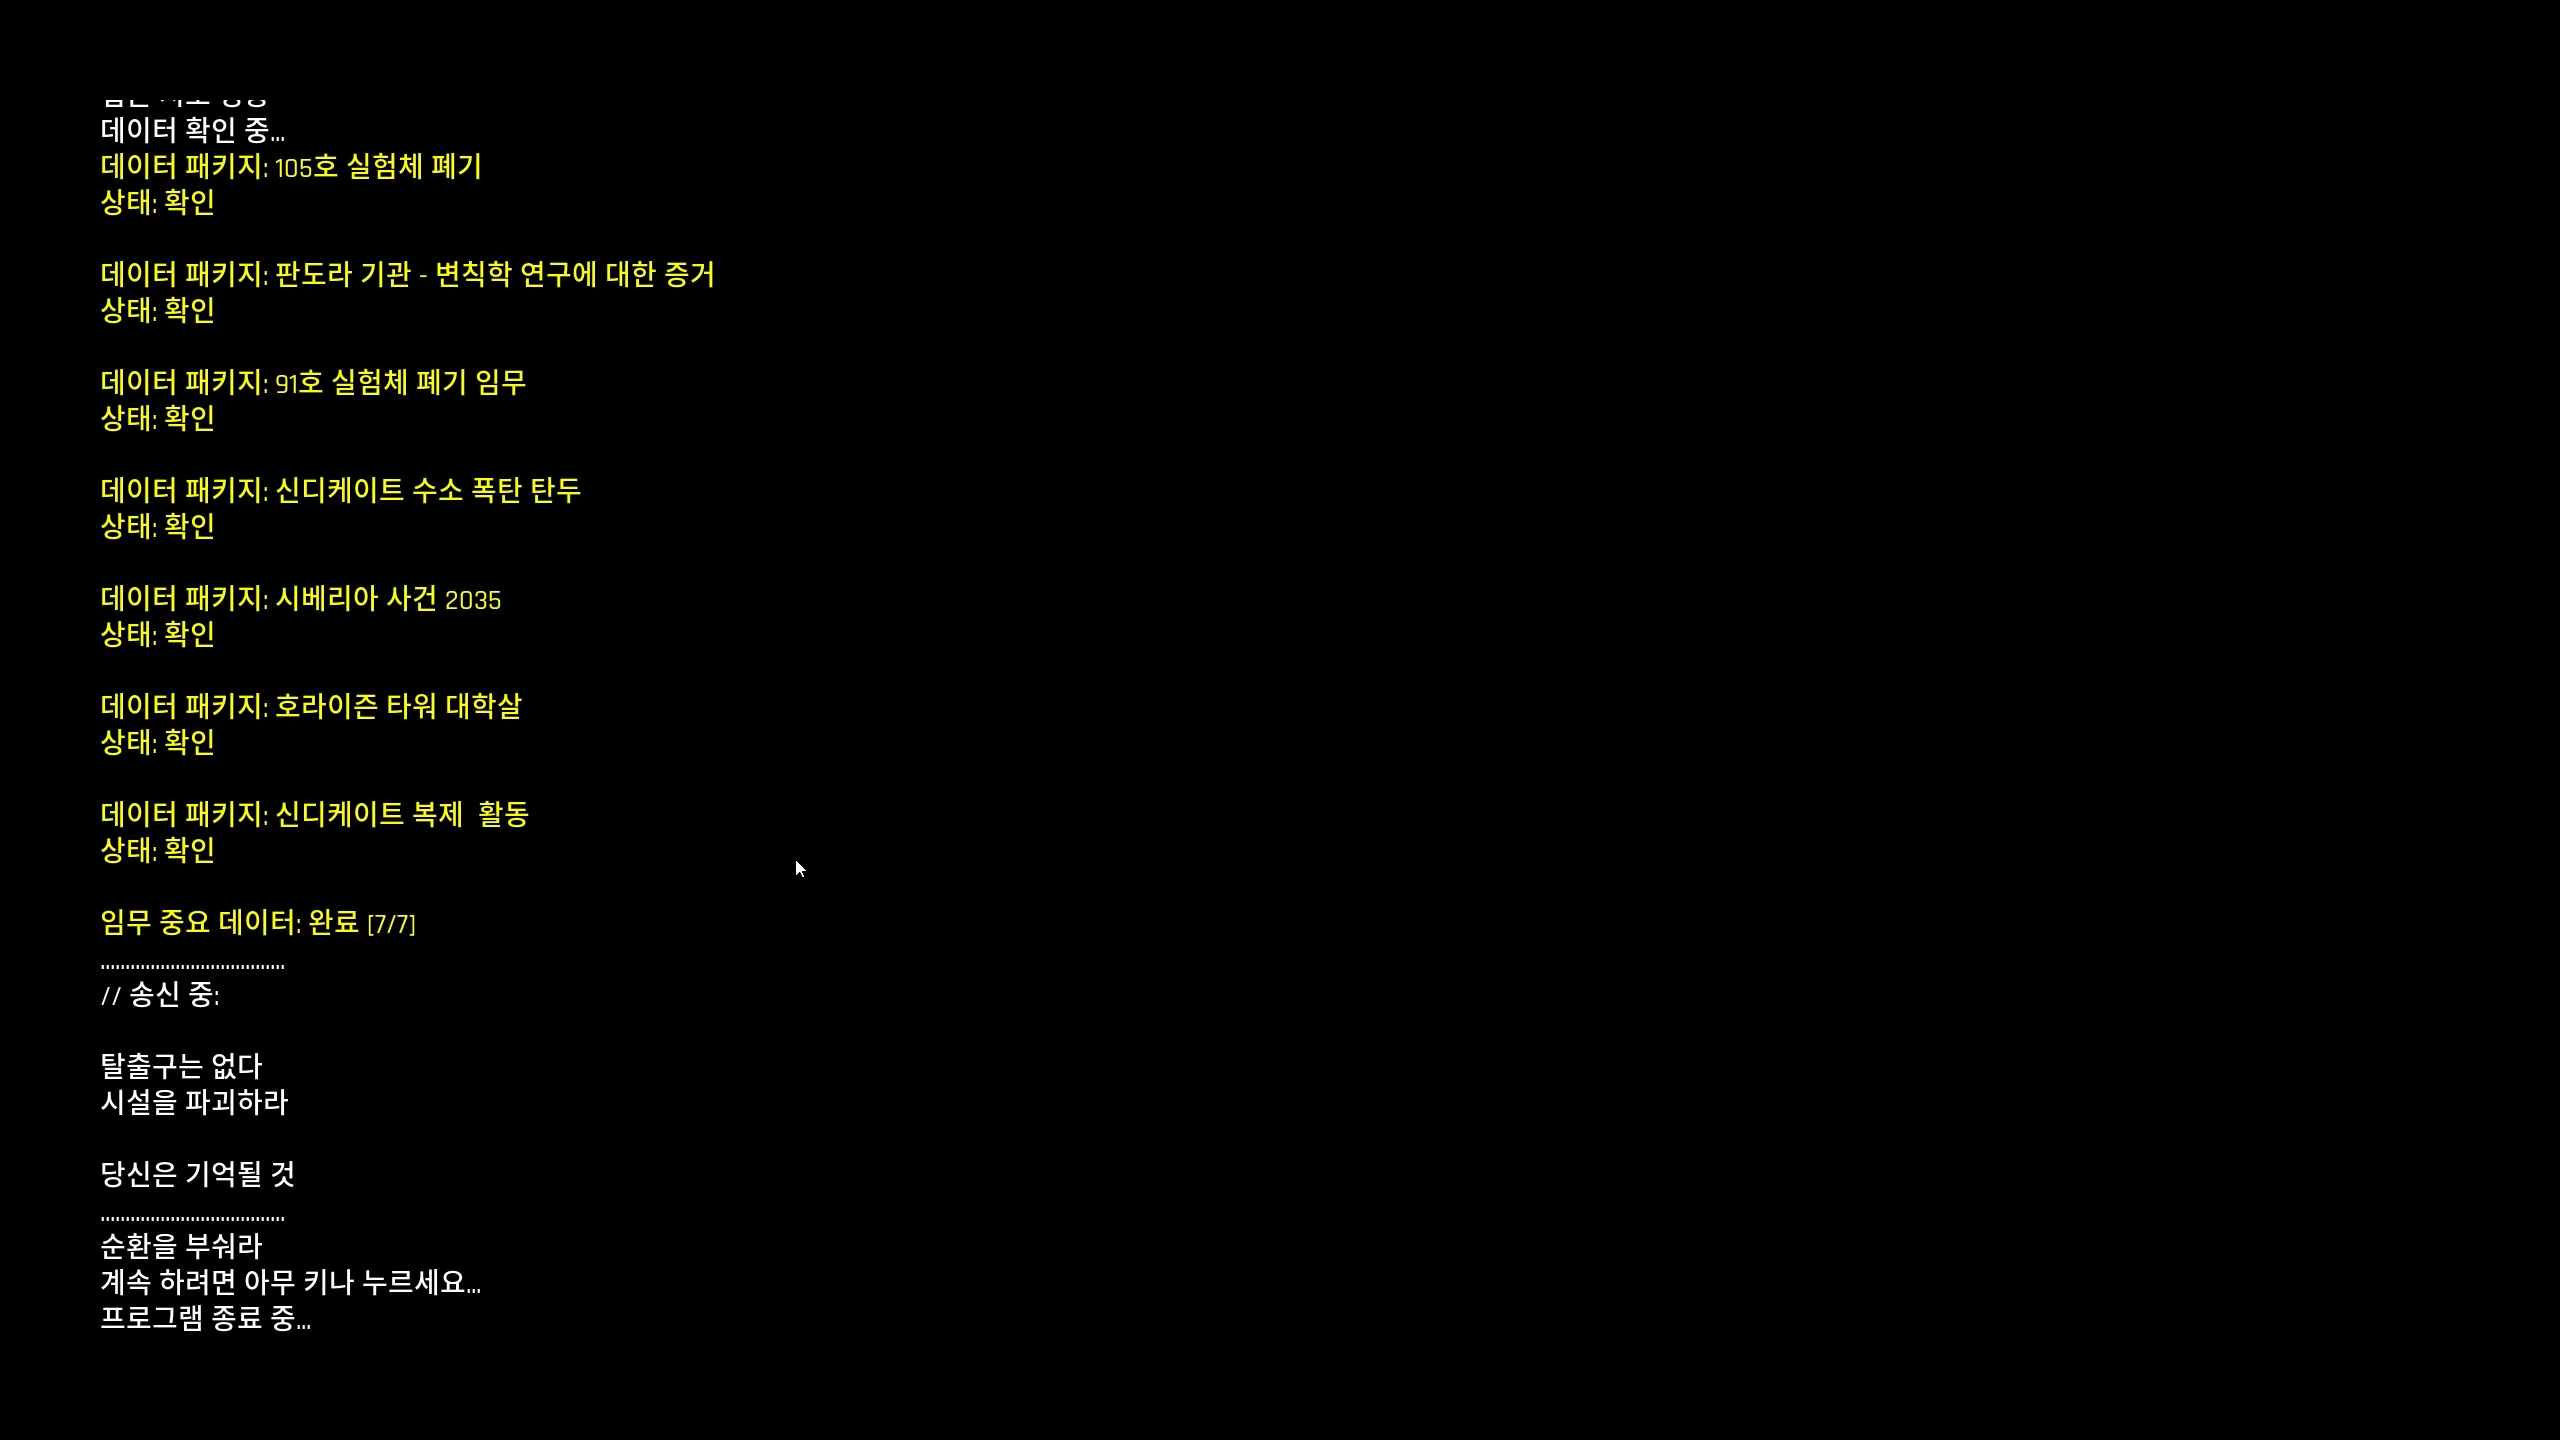 데이터 확인 중...
데이터 패키지: 105호 실험체 폐기
상태: 확인
데이터 패키지: 판도라 기관 - 변칙학 연구에 대한 증거
상태: 확인
데이터 패키지: 91호 실험체 폐기 임무
상태: 확인
데이터 패키지: 신디케이트 수소 폭탄 탄두
상태: 확인
데이터 패키지: 시베리아 사건 2035
상태: 확인
데이터 패키지: 호라이즌 타워 대학살
상태: 확인
데이터 패키지: 신디케이트 복제  활동
상태: 확인
임무 중요 데이터: 완료 [7/7]
.....................................
// 송신 중:
탈출구는 없다
시설을 파괴하라
당신은 기억될 것
.....................................
순환을 부숴라
계속 하려면 아무 키나 누르세요...
프로그램 종료 중...